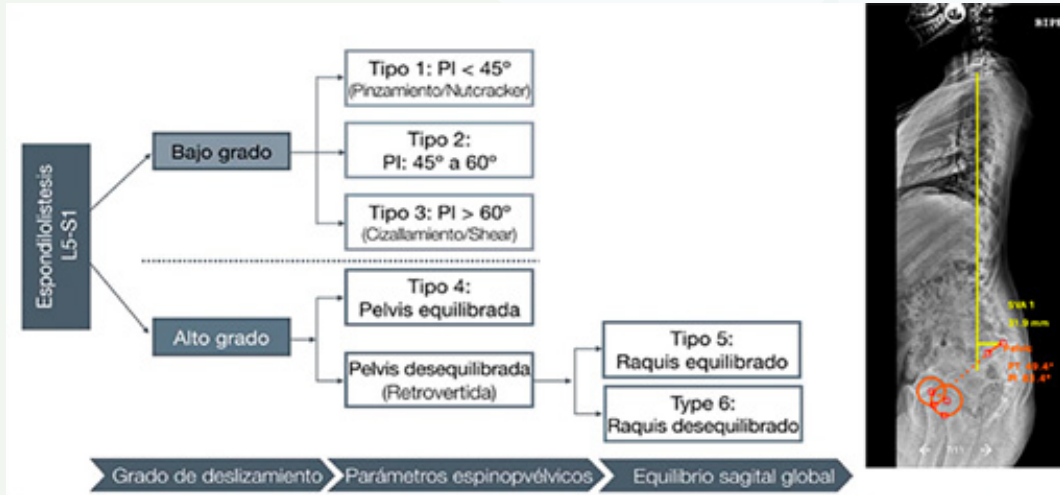 Espondilolistesis
L5-S1
Bajo grado
Alto grado
Tipo 1: PI < 45º
(Pinzamiento/Nutcracker)
Tipo 2:
PI: 45º a 60º
Tipo 3: PI > 60º
(Cizallamiento/Shear)
Tipo 4:
Pelvis equilibrada
Pelvis desequilibrada
(Retrovertida)
Tipo 5:
Raquis equilibrado
Type 6:
Raquis desequilibrado
Grado de deslizamiento
Parámetros espinopvélvicos
Equilibrio sagital global
SVA 1